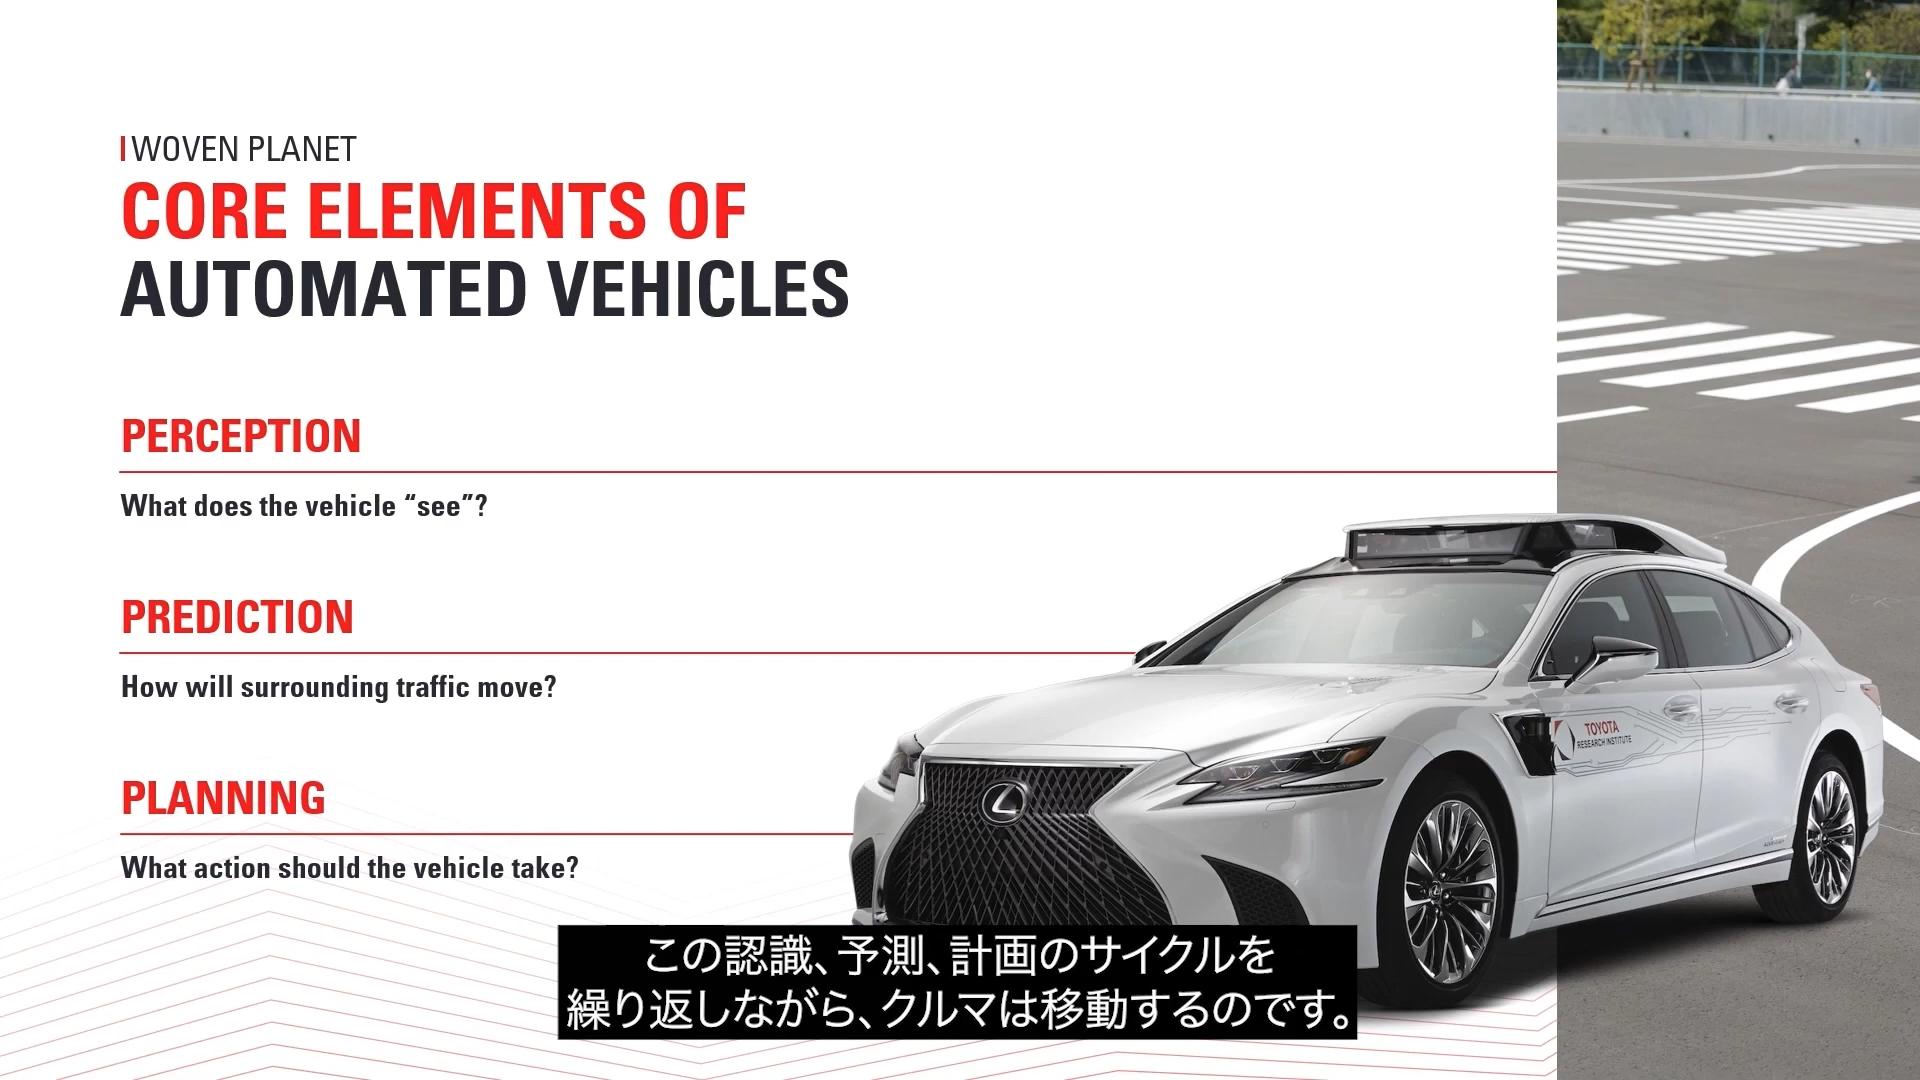 WOVEN PLANET
CORE ELEMENTS OF
AUTOMATED VEHICLES
PERCEPTION
What does the vehicle “see”?
PREDICTION
How will surrounding traffic move?
PLANNING
What action should the vehicle take?
TOYOTA
RESEARCH INSTITUTE
この認識、予測、計画のサイクルを
繰り返しながら、クルマは移動するのです。